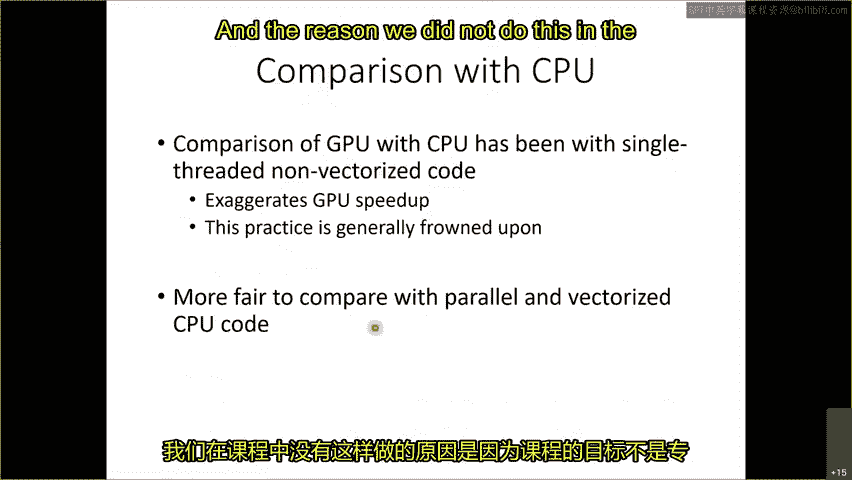 And the reason we did not do this in the
Comparison with CPU
• Comparison of GPU with CPU has been with single-
threaded non-vectorized code
• Exaggerates GPU speedup
• This practice is generally frowned upon
• More fair to compare with parallel and vectorized
CPU code
我们在课程中没有这样做的原因是因为课程的目标不是专
+15